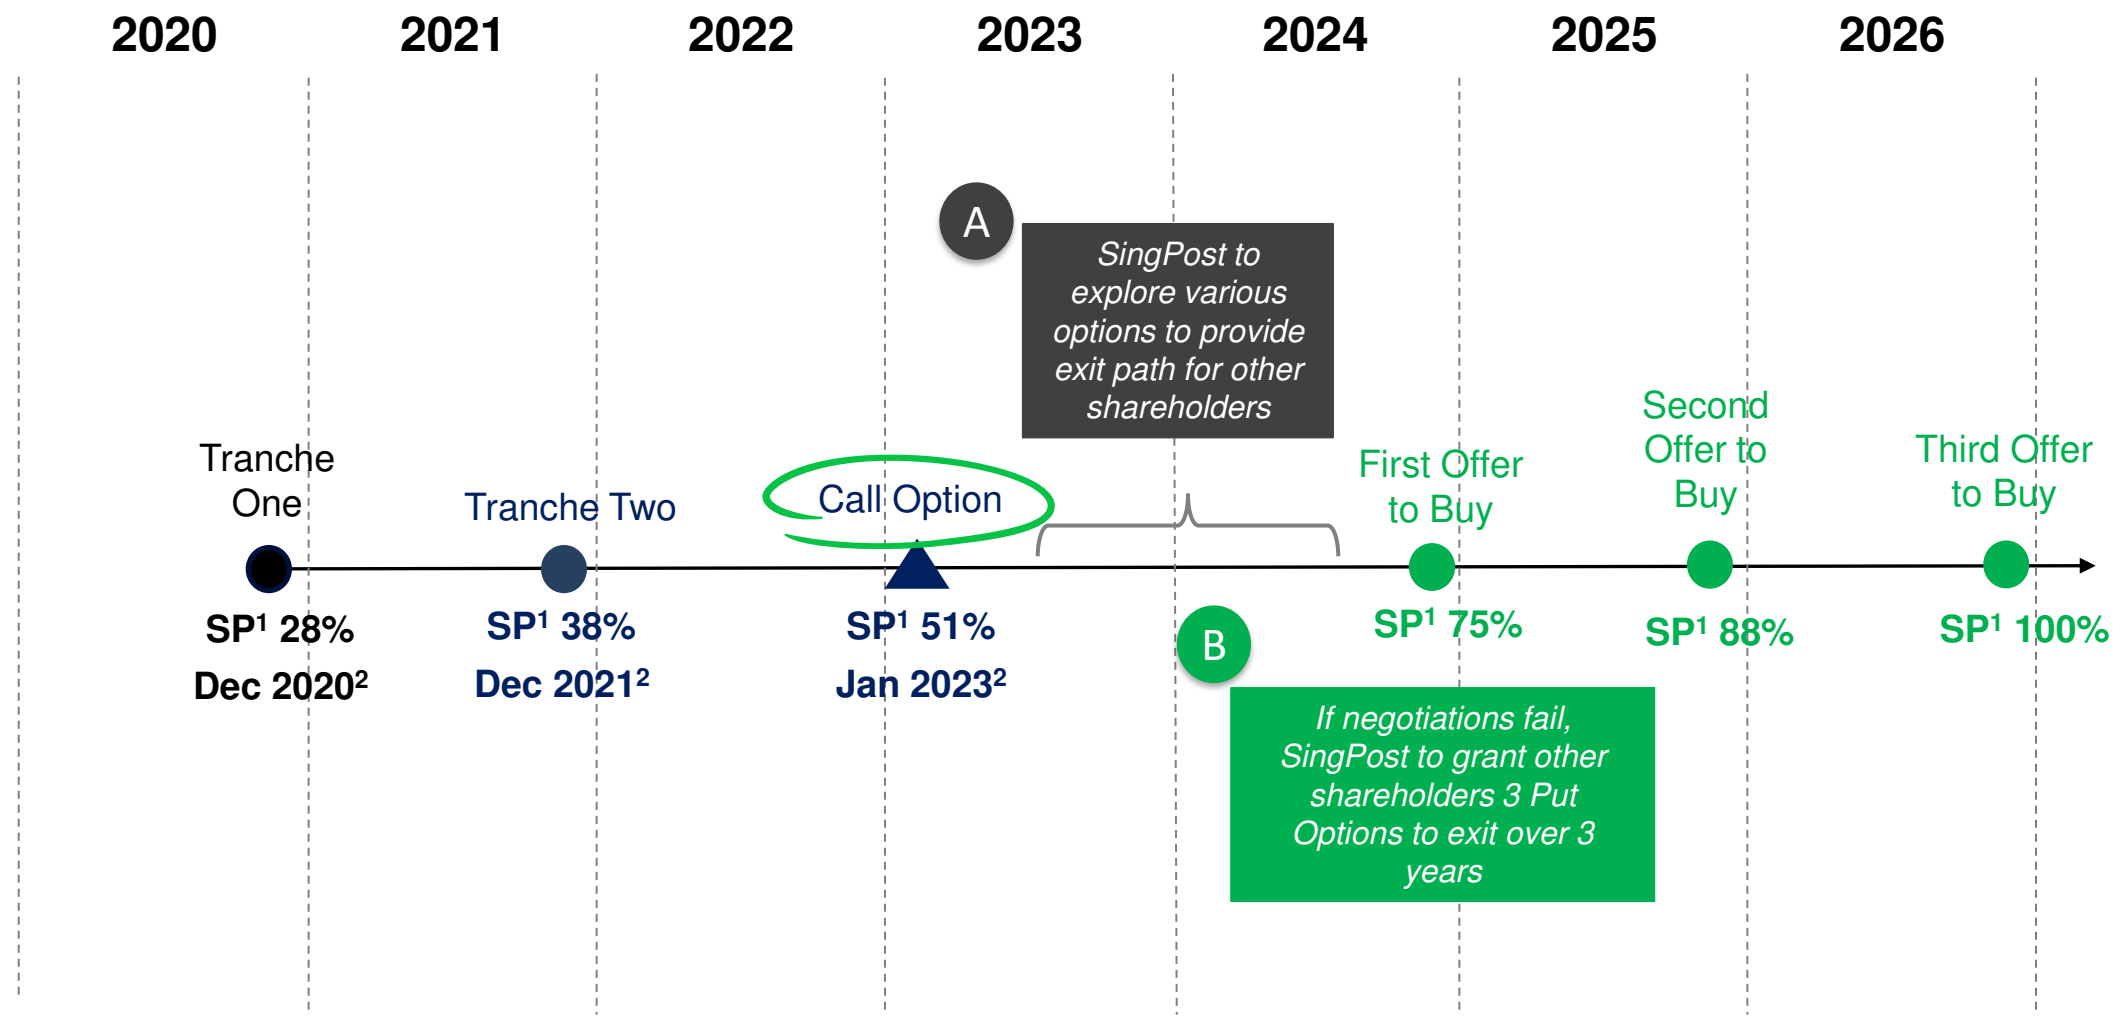 2020 2021 2022 2023 2024 2025 2026
A
SingPost to
explore various
options to provide
exit path for other
shareholders
Tranche
One
Tranche Two
Call Option
First Offer
to Buy
Second
Offer to
Buy
Third Offer
to Buy
SP¹ 28%
Dec 2020²
SP¹ 38%
Dec 2021²
SP¹ 51%
Jan 2023²
SP¹ 75%
SP¹ 88%
SP¹ 100%
B
If negotiations fail,
SingPost to grant other
shareholders 3 Put
Options to exit over 3
years